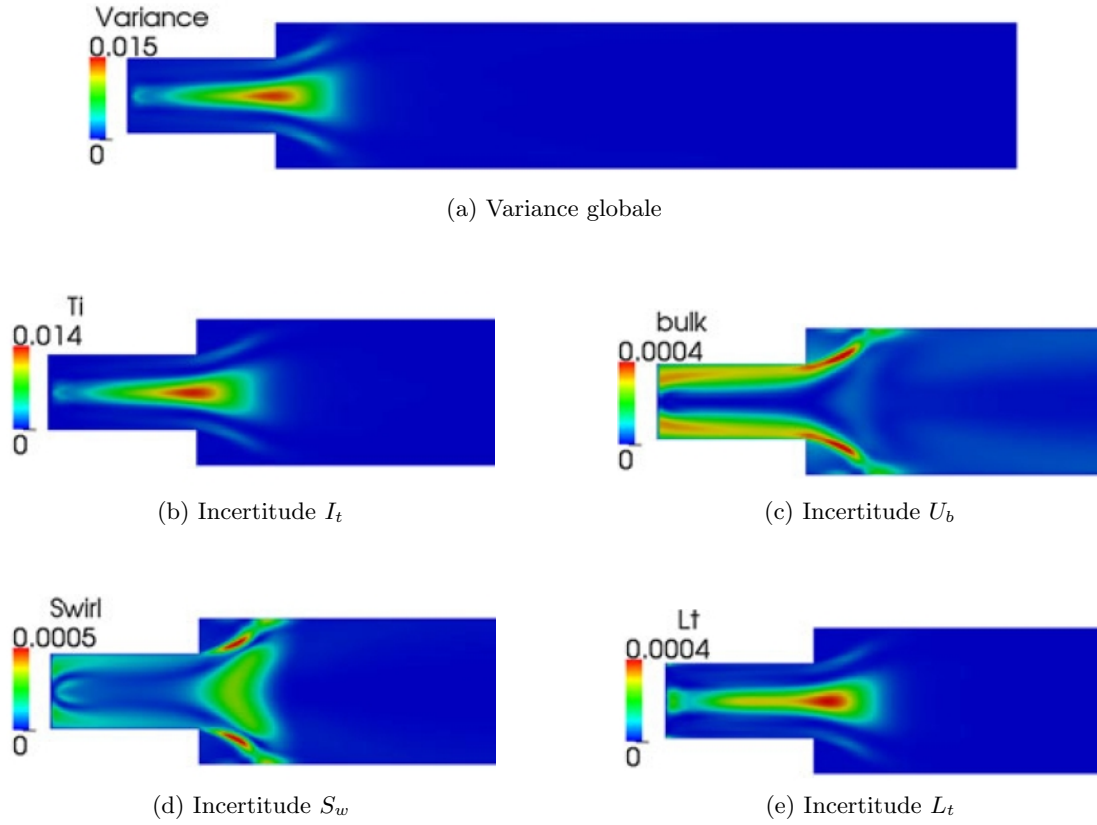 Variance
0.015
0
(a) Variance globale
Ti
0.014
0
(b) Incertitude I_t
bulk
0.0004
0
(c) Incertitude U_b
Swirl
0.0005
0
(d) Incertitude S_w
Lt
0.0004
0
(e) Incertitude L_t